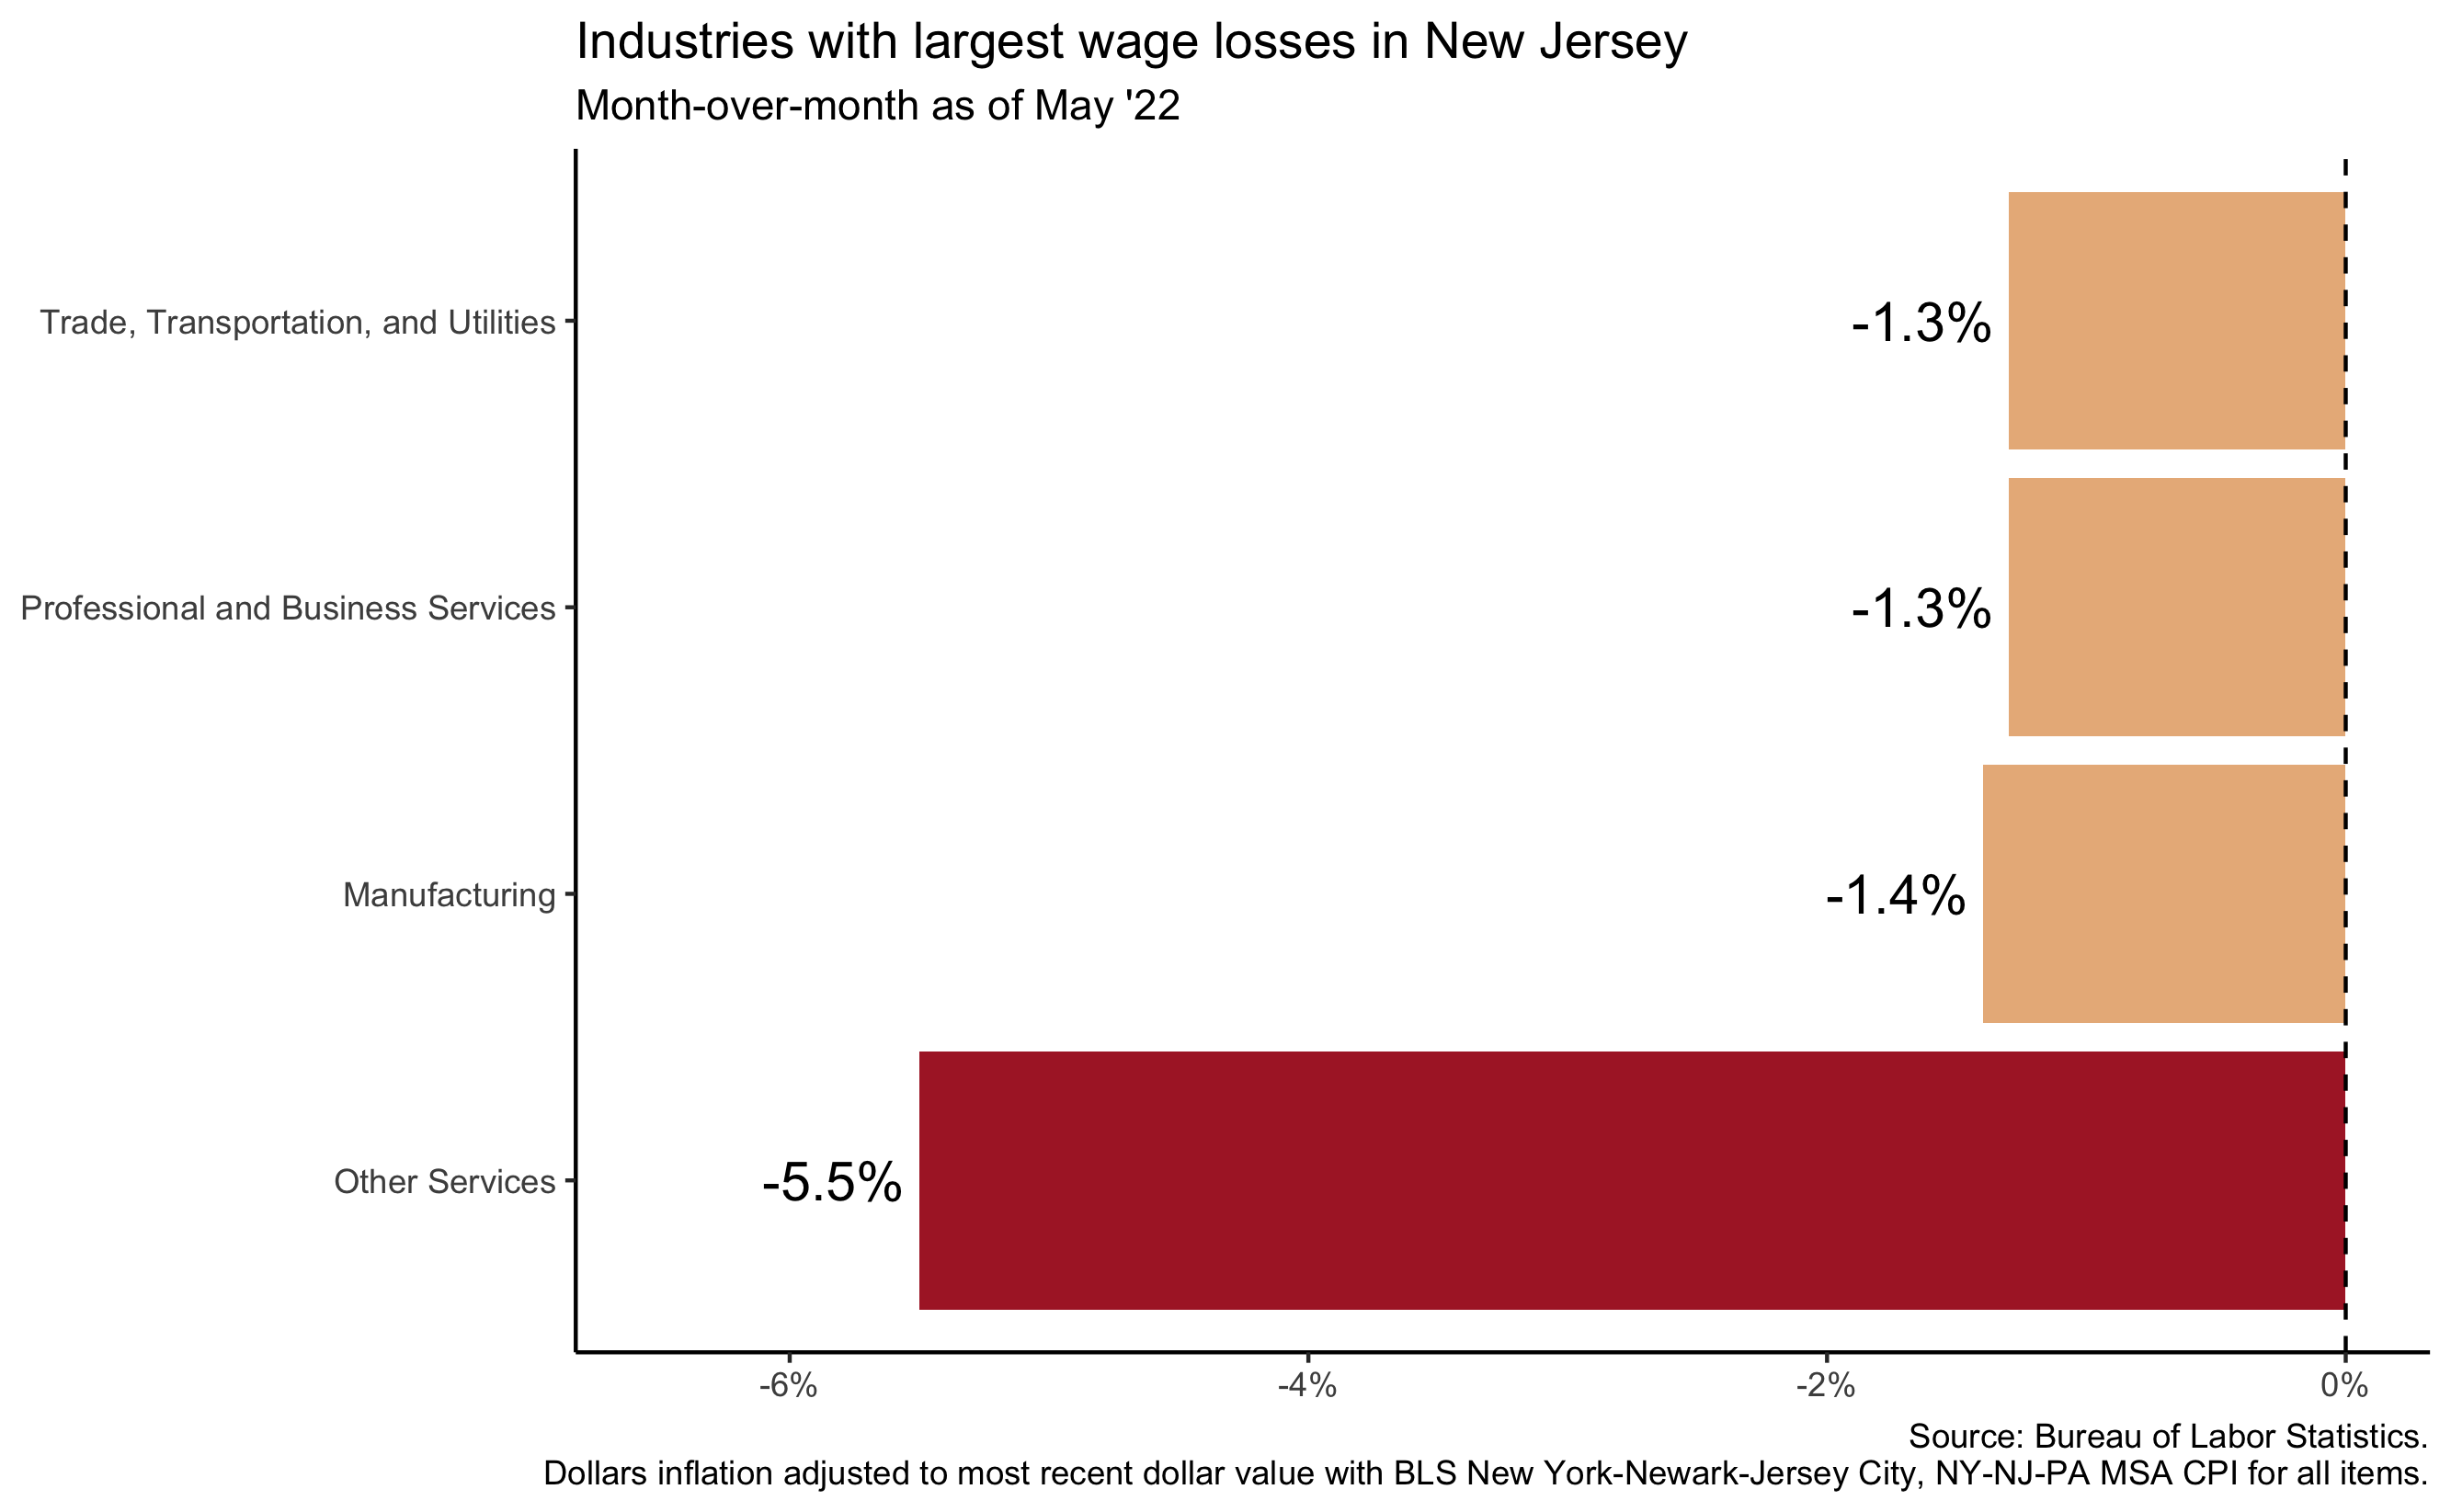 Industries with largest wage losses in New Jersey
Month-over-month as of May '22
Trade, Transportation, and Utilities
-1.3%
Professional and Business Services
-1.3%
Manufacturing
-1.4%
Other Services
-5.5%
-6%
-4%
-2%
0%
Source: Bureau of Labor Statistics.
Dollars inflation adjusted to most recent dollar value with BLS New York-Newark-Jersey City, NY-NJ-PA MSA CPI for all items.